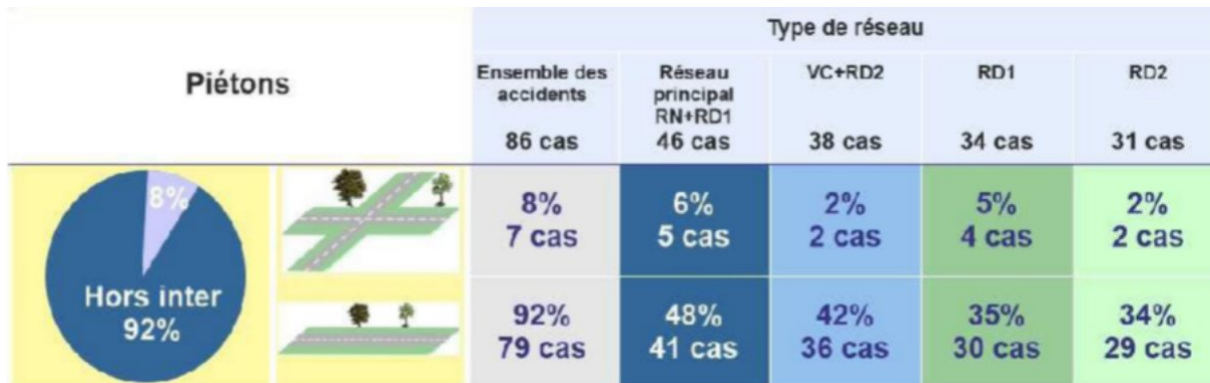 Type de réseau
Piétons
Ensemble des
accidents
86 cas
Réseau
principal
RN+RD1
46 cas
VC+RD2
38 cas
RD1
34 cas
RD2
31 cas
8%
Hors inter
92%
8%
7 cas
6%
5 cas
2%
2 cas
5%
4 cas
2%
2 cas
92%
79 cas
48%
41 cas
42%
36 cas
35%
30 cas
34%
29 cas